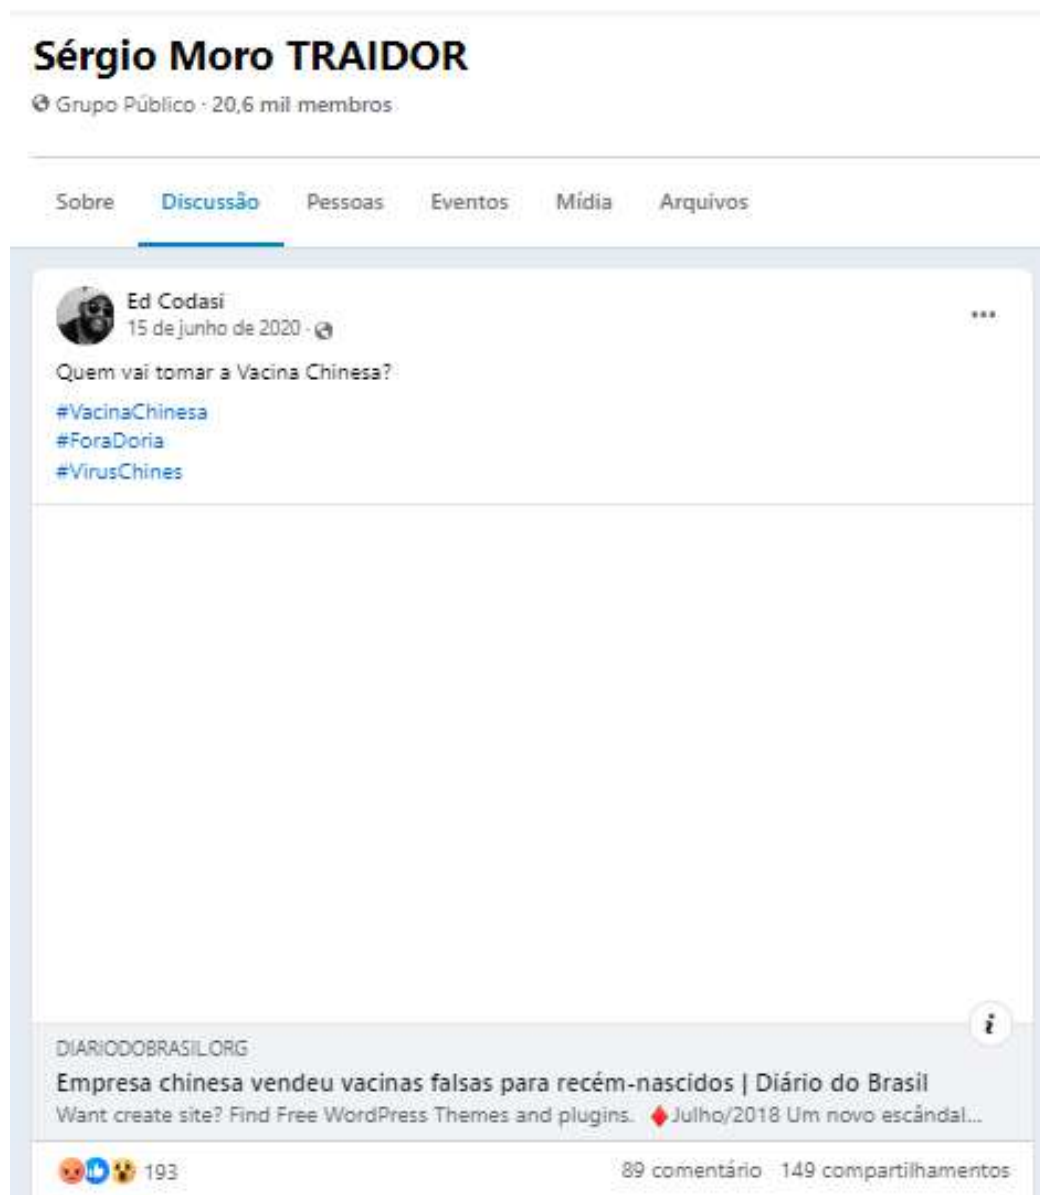 Sérgio Moro TRAIDOR
Grupo Público · 20,6 mil membros
Sobre Discussão Pessoas Eventos Mídia Arquivos
Ed Codasi
15 de junho de 2020 ·
Quem vai tomar a Vacina Chinesa?
#VacinaChinesa
#ForaDoria
#VirusChines
DIARIODOBRASIL.ORG
Empresa chinesa vendeu vacinas falsas para recém-nascidos | Diário do Brasil
Want create site? Find Free WordPress Themes and plugins. ♦Julho/2018 Um novo escândal...
193 89 comentário 149 compartilhamentos